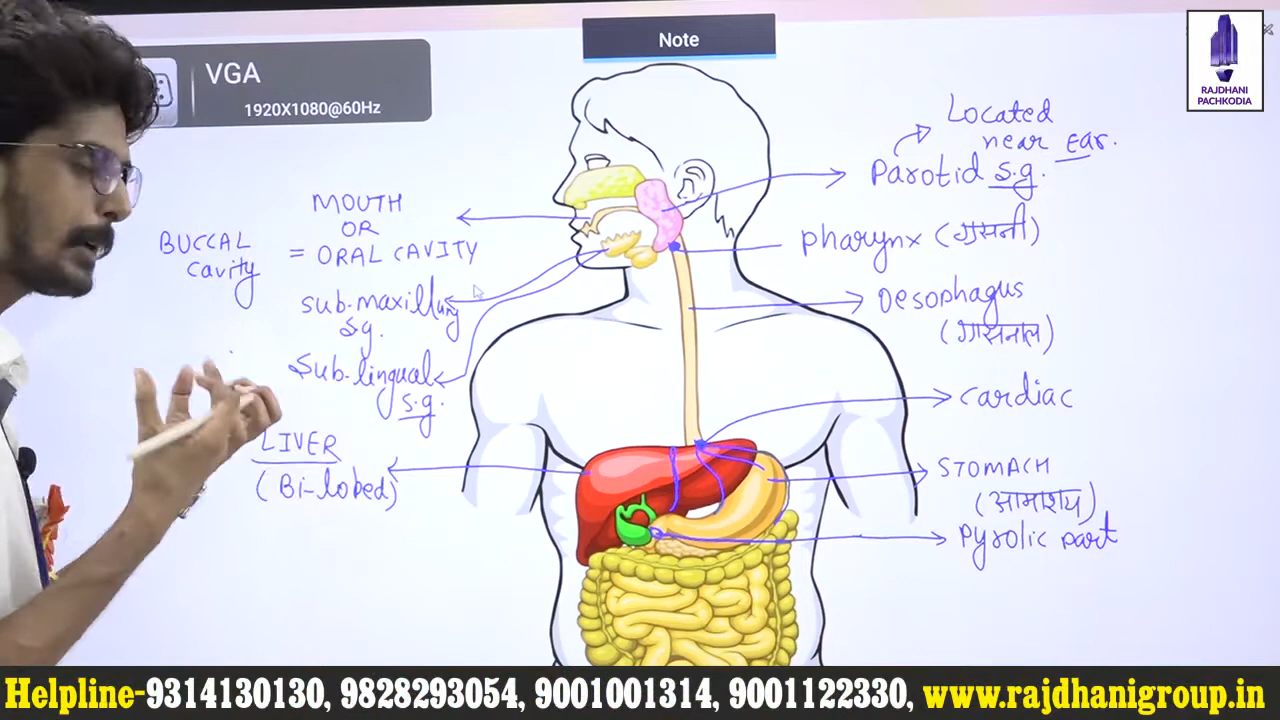 Note
VGA
1920X1080@60Hz
RAJDHANI
PACHKODIA
Located
near Ear.
Parotid s.g.
MOUTH
OR
= ORAL CAVITY
BUCCAL
cavity
Pharynx (ग्रसनी)
Sub-maxillary
s.g.
Oesophagus
(ग्रासनाल)
Sub-lingual
s.g.
Cardiac
LIVER
(Bi-lobed)
STOMACH
(आमाशय)
Pyrolic part
Helpline-9314130130, 9828293054, 9001001314, 9001122330, www.rajdhanigroup.in